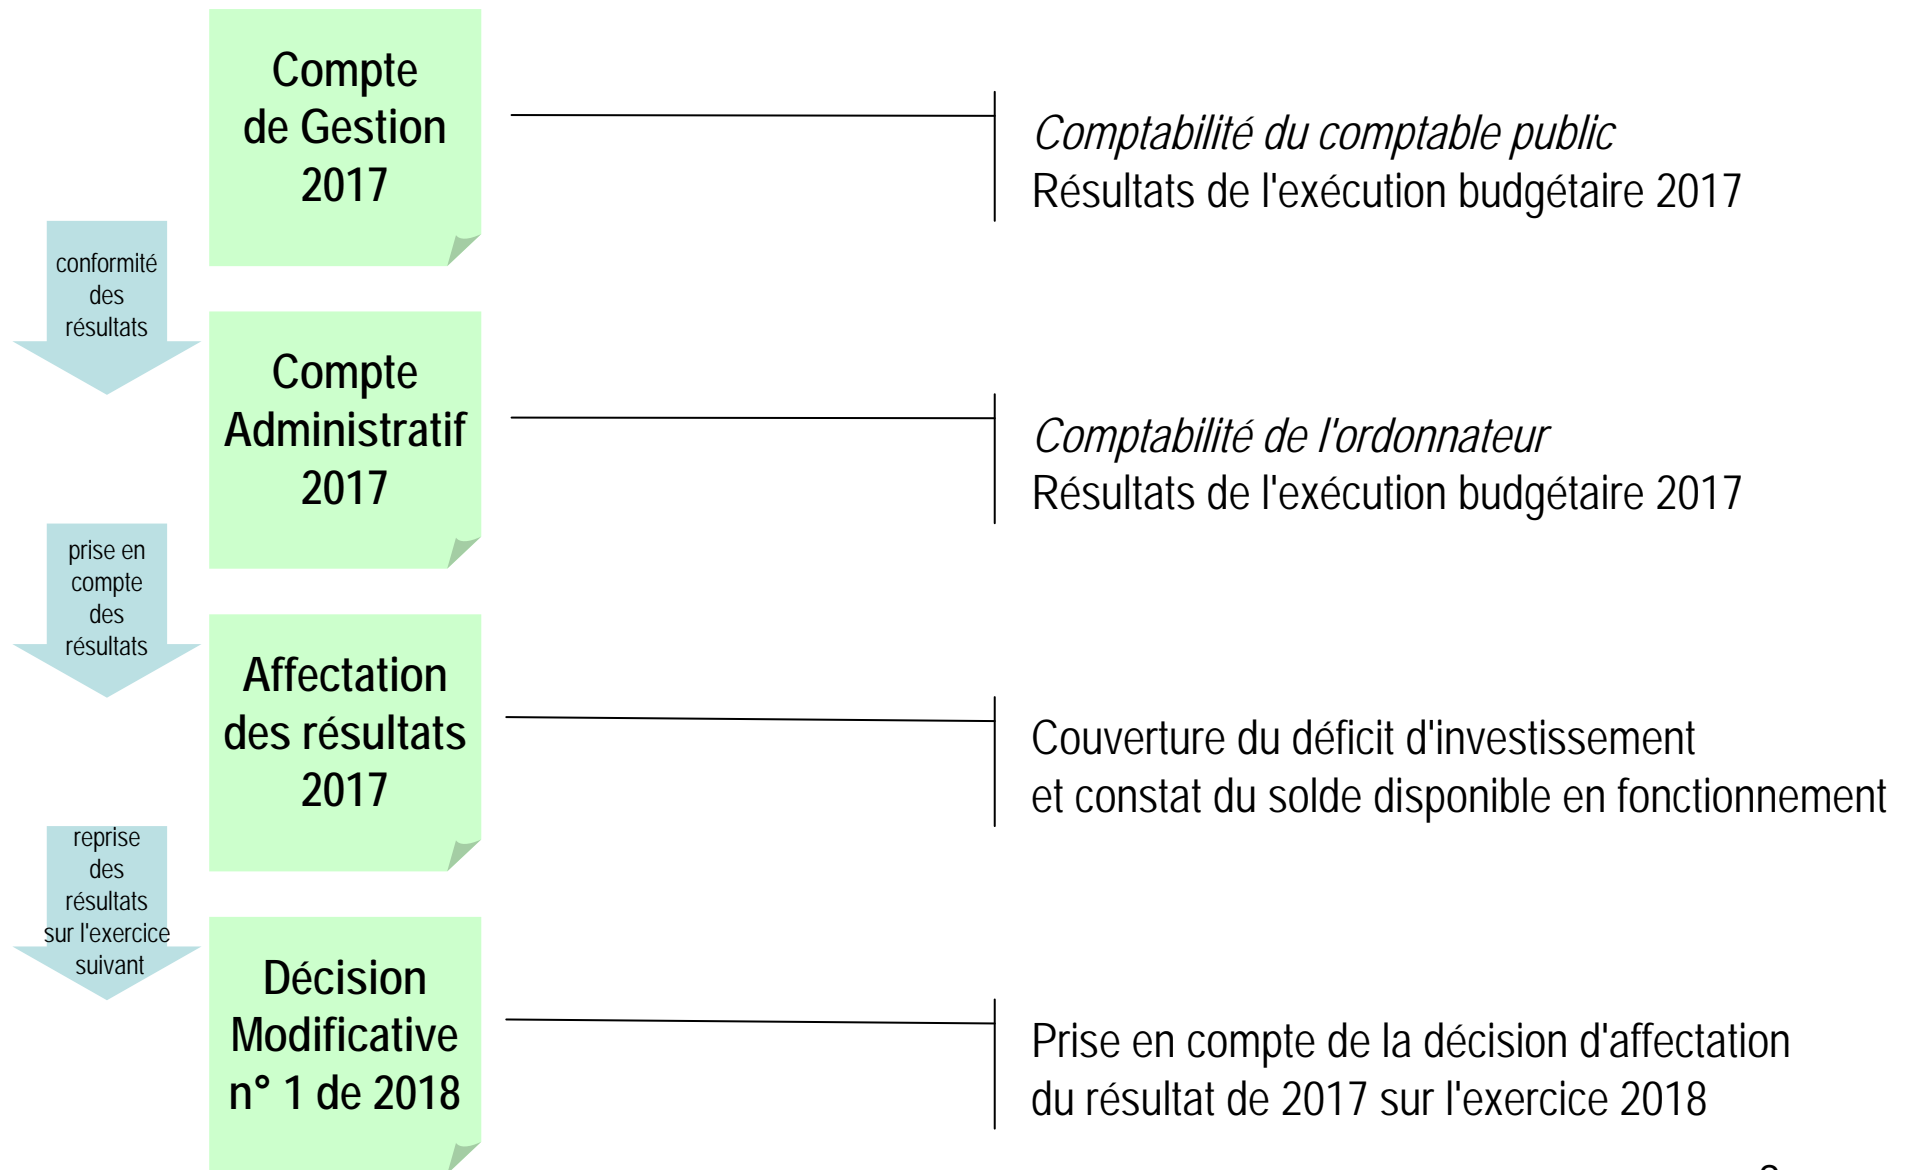 Compte
de Gestion
2017
Comptabilité du comptable public
Résultats de l'exécution budgétaire 2017
conformité
des
résultats
Compte
Administratif
2017
Comptabilité de l'ordonnateur
Résultats de l'exécution budgétaire 2017
prise en
compte
des
résultats
Affectation
des résultats
2017
Couverture du déficit d'investissement
et constat du solde disponible en fonctionnement
reprise
des
résultats
sur l'exercice
suivant
Décision
Modificative
n° 1 de 2018
Prise en compte de la décision d'affectation
du résultat de 2017 sur l'exercice 2018